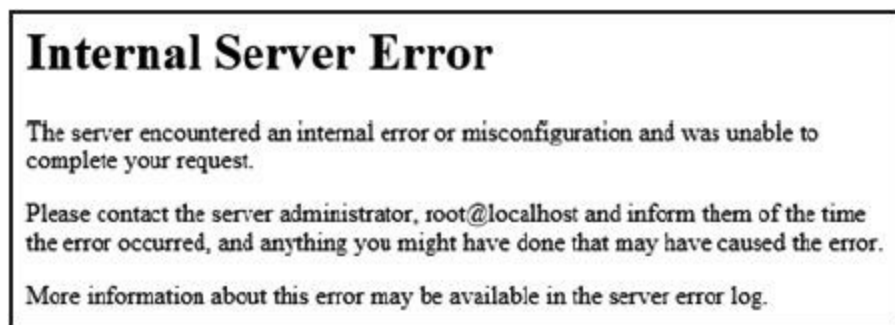 Internal Server Error
The server encountered an internal error or misconfiguration and was unable to
complete your request.
Please contact the server administrator, root@localhost and inform them of the time
the error occurred, and anything you might have done that may have caused the error.
More information about this error may be available in the server error log.